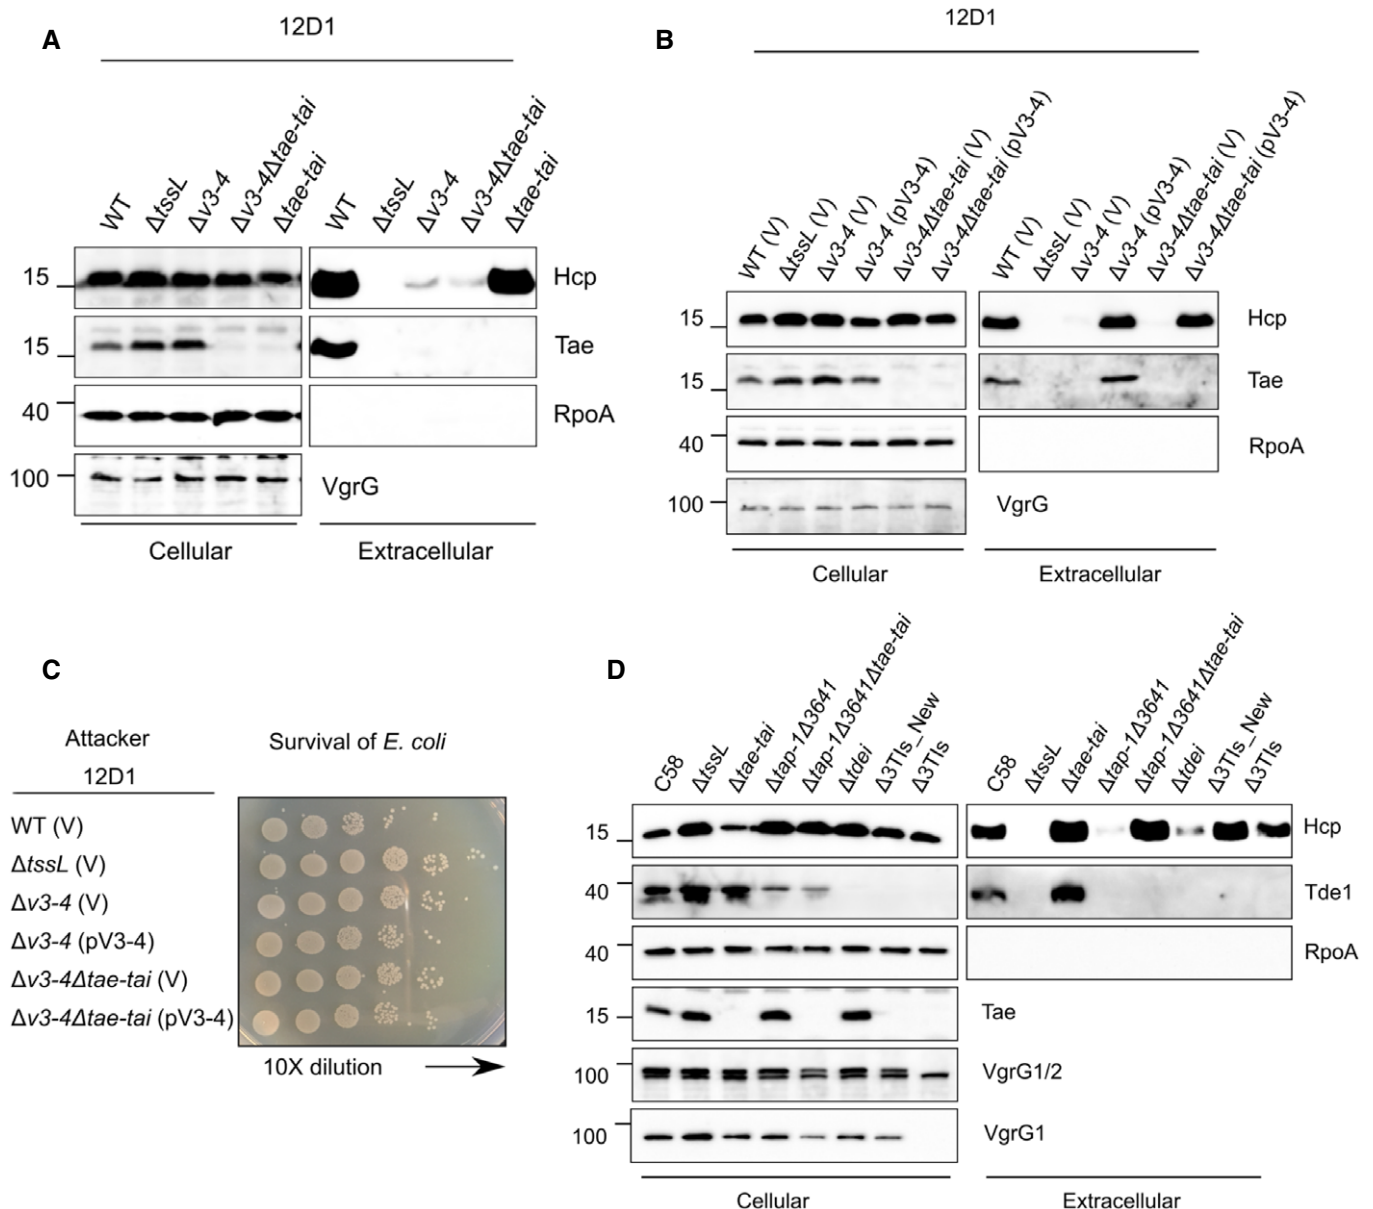 A
12D1
WT
ΔtssL
Δv3-4
Δv3-4Δtae-tai
Δtae-tai
WT
ΔtssL
Δv3-4
Δv3-4Δtae-tai
Δtae-tai
15
Hcp
15
Tae
40
RpoA
100
VgrG
Cellular
Extracellular
B
12D1
WT (V)
ΔtssL (V)
Δv3-4 (V)
Δv3-4 (pV3-4)
Δv3-4Δtae-tai (V)
Δv3-4Δtae-tai (pV3-4)
WT (V)
ΔtssL (V)
Δv3-4 (V)
Δv3-4 (pV3-4)
Δv3-4Δtae-tai (V)
Δv3-4Δtae-tai (pV3-4)
15
Hcp
15
Tae
40
RpoA
100
VgrG
Cellular
Extracellular
C
Attacker
12D1
Survival of E. coli
WT (V)
ΔtssL (V)
Δv3-4 (V)
Δv3-4 (pV3-4)
Δv3-4Δtae-tai (V)
Δv3-4Δtae-tai (pV3-4)
10X dilution
D
C58
ΔtssL
Δtae-tai
Δtap-1Δ3641
Δtap-1Δ3641Δtae-tai
Δtdei
Δ3TIs_New
Δ3TIs
C58
ΔtssL
Δtae-tai
Δtap-1Δ3641
Δtap-1Δ3641Δtae-tai
Δtdei
Δ3TIs_New
Δ3TIs
15
Hcp
40
Tde1
40
RpoA
15
Tae
100
VgrG1/2
100
VgrG1
Cellular
Extracellular